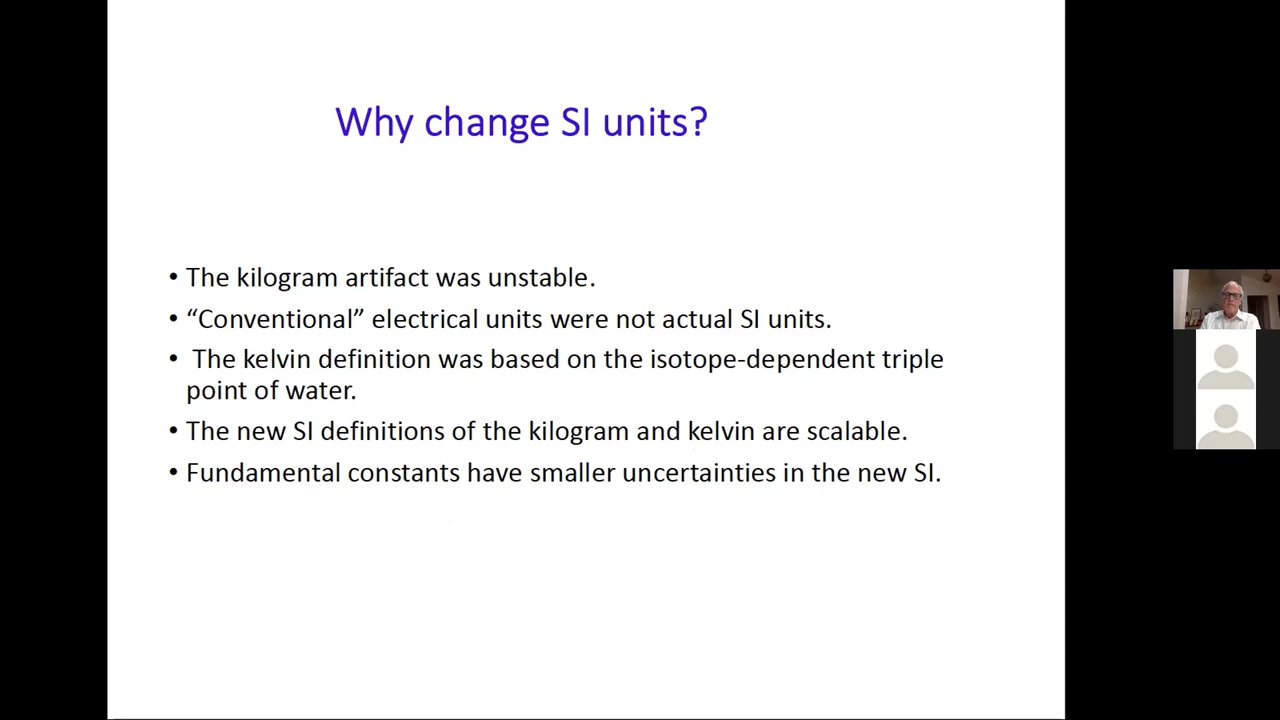 Why change SI units?
• The kilogram artifact was unstable.
• “Conventional” electrical units were not actual SI units.
• The kelvin definition was based on the isotope-dependent triple
point of water.
• The new SI definitions of the kilogram and kelvin are scalable.
• Fundamental constants have smaller uncertainties in the new SI.